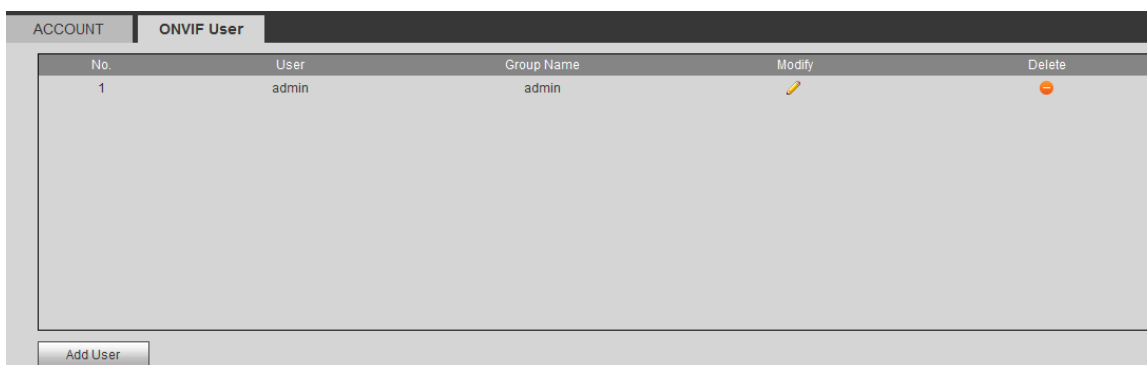 ACCOUNT ONVIF User
No. User Group Name Modify Delete
1 admin admin
Add User